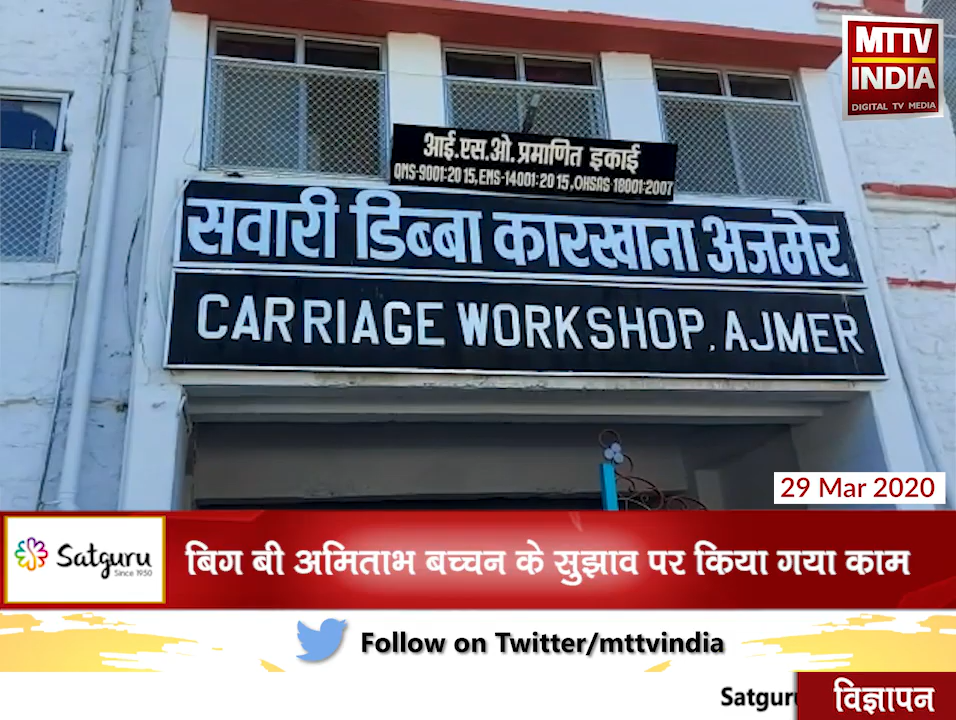 MTTV
INDIA
DIGITAL TV MEDIA
आई.एस.ओ. प्रमाणित इकाई
QMS-9001:2015, EMS-14001:2015, OHSAS 18001:2007
सवारी डिब्बा कारखाना अजमेर
CARRIAGE WORKSHOP, AJMER
29 Mar 2020
Satguru
Since 1950
बिग बी अमिताभ बच्चन के सुझाव पर किया गया काम
Follow on Twitter/mttvindia
Satguru
विज्ञापन